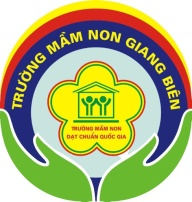 TRƯỜNG MẦM NON GIANG BIÊN
TRƯỜNG MẦM NON
ĐẠT CHUẨN QUỐC GIA